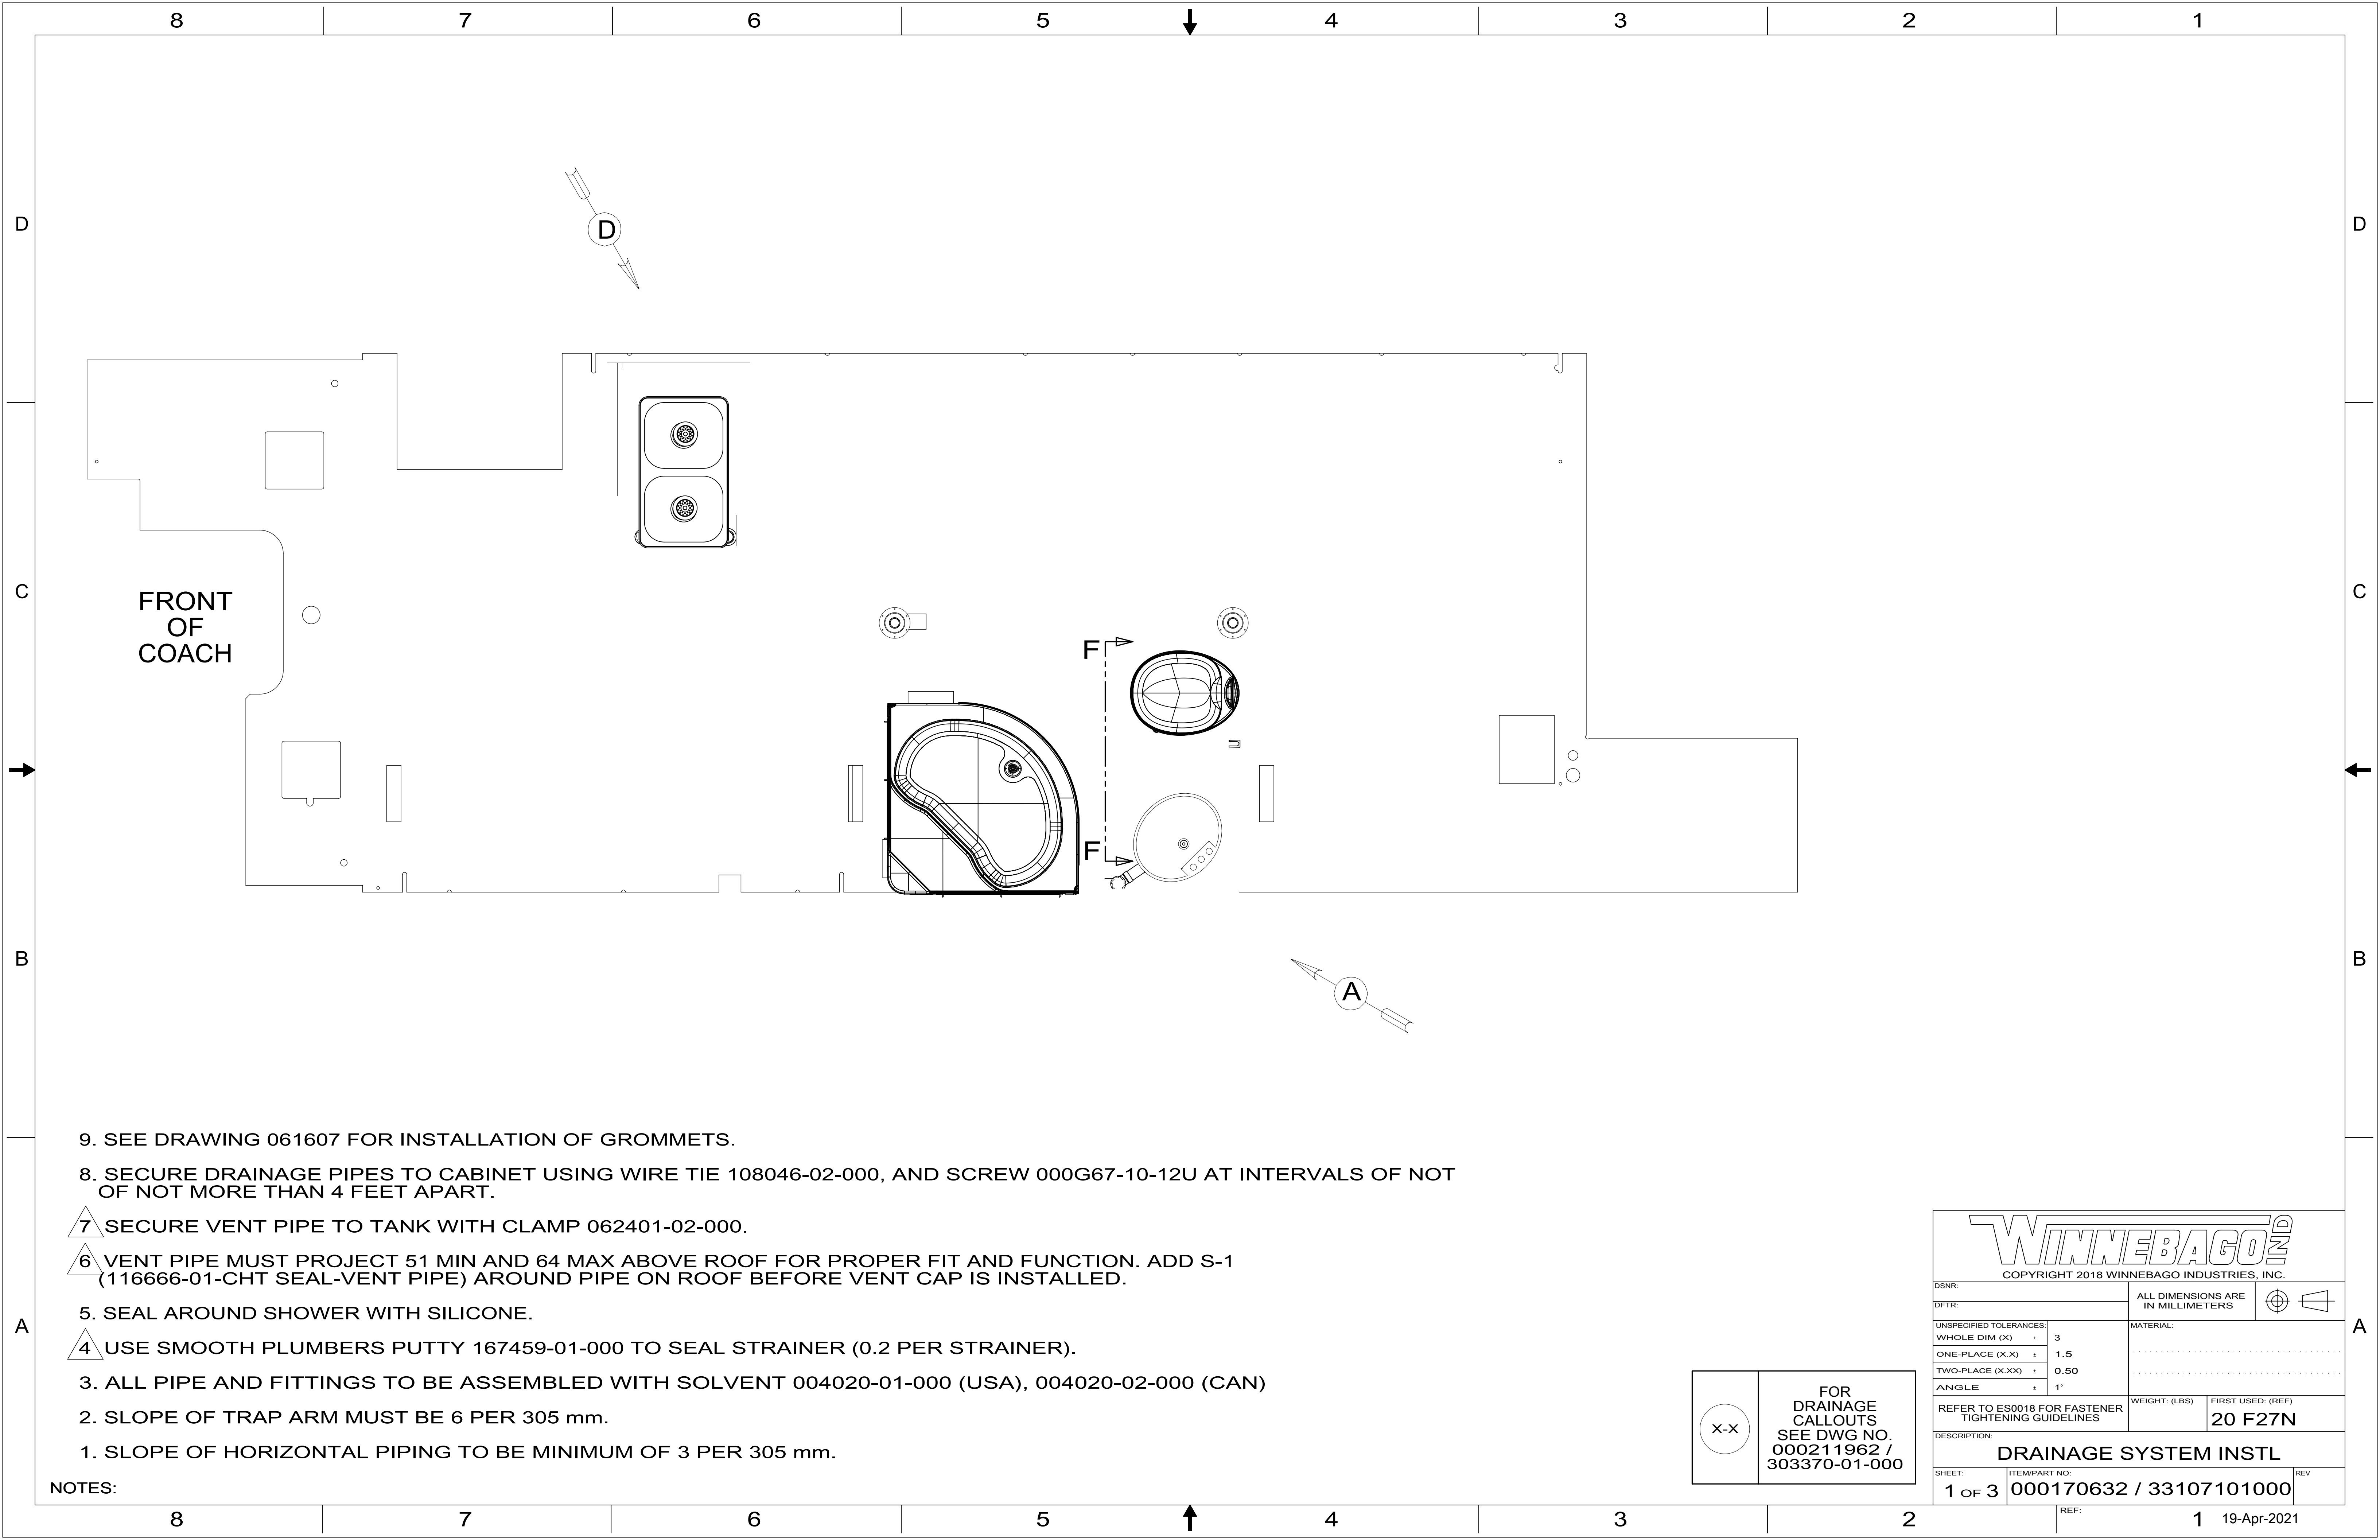 8 7 6 5 4 3 2 1
D D
D
C C
FRONT
OF
COACH
F
F
B B
A
9. SEE DRAWING 061607 FOR INSTALLATION OF GROMMETS.
8. SECURE DRAINAGE PIPES TO CABINET USING WIRE TIE 108046-02-000, AND SCREW 000G67-10-12U AT INTERVALS OF NOT
OF NOT MORE THAN 4 FEET APART.
7 SECURE VENT PIPE TO TANK WITH CLAMP 062401-02-000.
6 VENT PIPE MUST PROJECT 51 MIN AND 64 MAX ABOVE ROOF FOR PROPER FIT AND FUNCTION. ADD S-1
(116666-01-CHT SEAL-VENT PIPE) AROUND PIPE ON ROOF BEFORE VENT CAP IS INSTALLED.
5. SEAL AROUND SHOWER WITH SILICONE.
4 USE SMOOTH PLUMBERS PUTTY 167459-01-000 TO SEAL STRAINER (0.2 PER STRAINER).
3. ALL PIPE AND FITTINGS TO BE ASSEMBLED WITH SOLVENT 004020-01-000 (USA), 004020-02-000 (CAN)
2. SLOPE OF TRAP ARM MUST BE 6 PER 305 mm.
1. SLOPE OF HORIZONTAL PIPING TO BE MINIMUM OF 3 PER 305 mm.
NOTES:
A A
X-X
FOR
DRAINAGE
CALLOUTS
SEE DWG NO.
000211962 /
303370-01-000
WINNEBAGO IND
COPYRIGHT 2018 WINNEBAGO INDUSTRIES, INC.
DSNR:
DFTR:
ALL DIMENSIONS ARE
IN MILLIMETERS
UNSPECIFIED TOLERANCES:
WHOLE DIM (X) ± 3
ONE-PLACE (X.X) ± 1.5
TWO-PLACE (X.XX) ± 0.50
ANGLE ± 1°
MATERIAL:
REFER TO ES0018 FOR FASTENER
TIGHTENING GUIDELINES
WEIGHT: (LBS)
FIRST USED: (REF)
20 F27N
DESCRIPTION:
DRAINAGE SYSTEM INSTL
SHEET:
1 OF 3
ITEM/PART NO:
000170632 / 33107101000
REV
REF:
8 7 6 5 4 3 2 1
19-Apr-2021